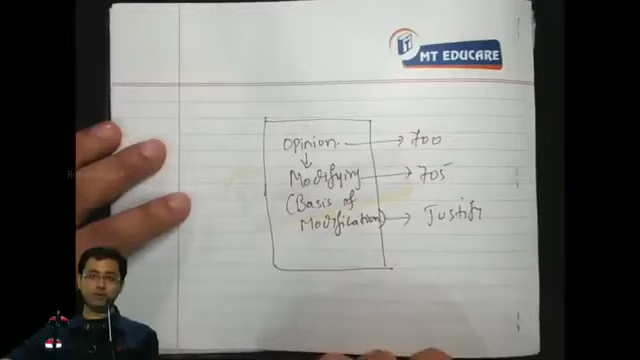 MT EDUCARE
Opinion → 700
↓
Modifying → 705
(Basis of
Modification) → Justify